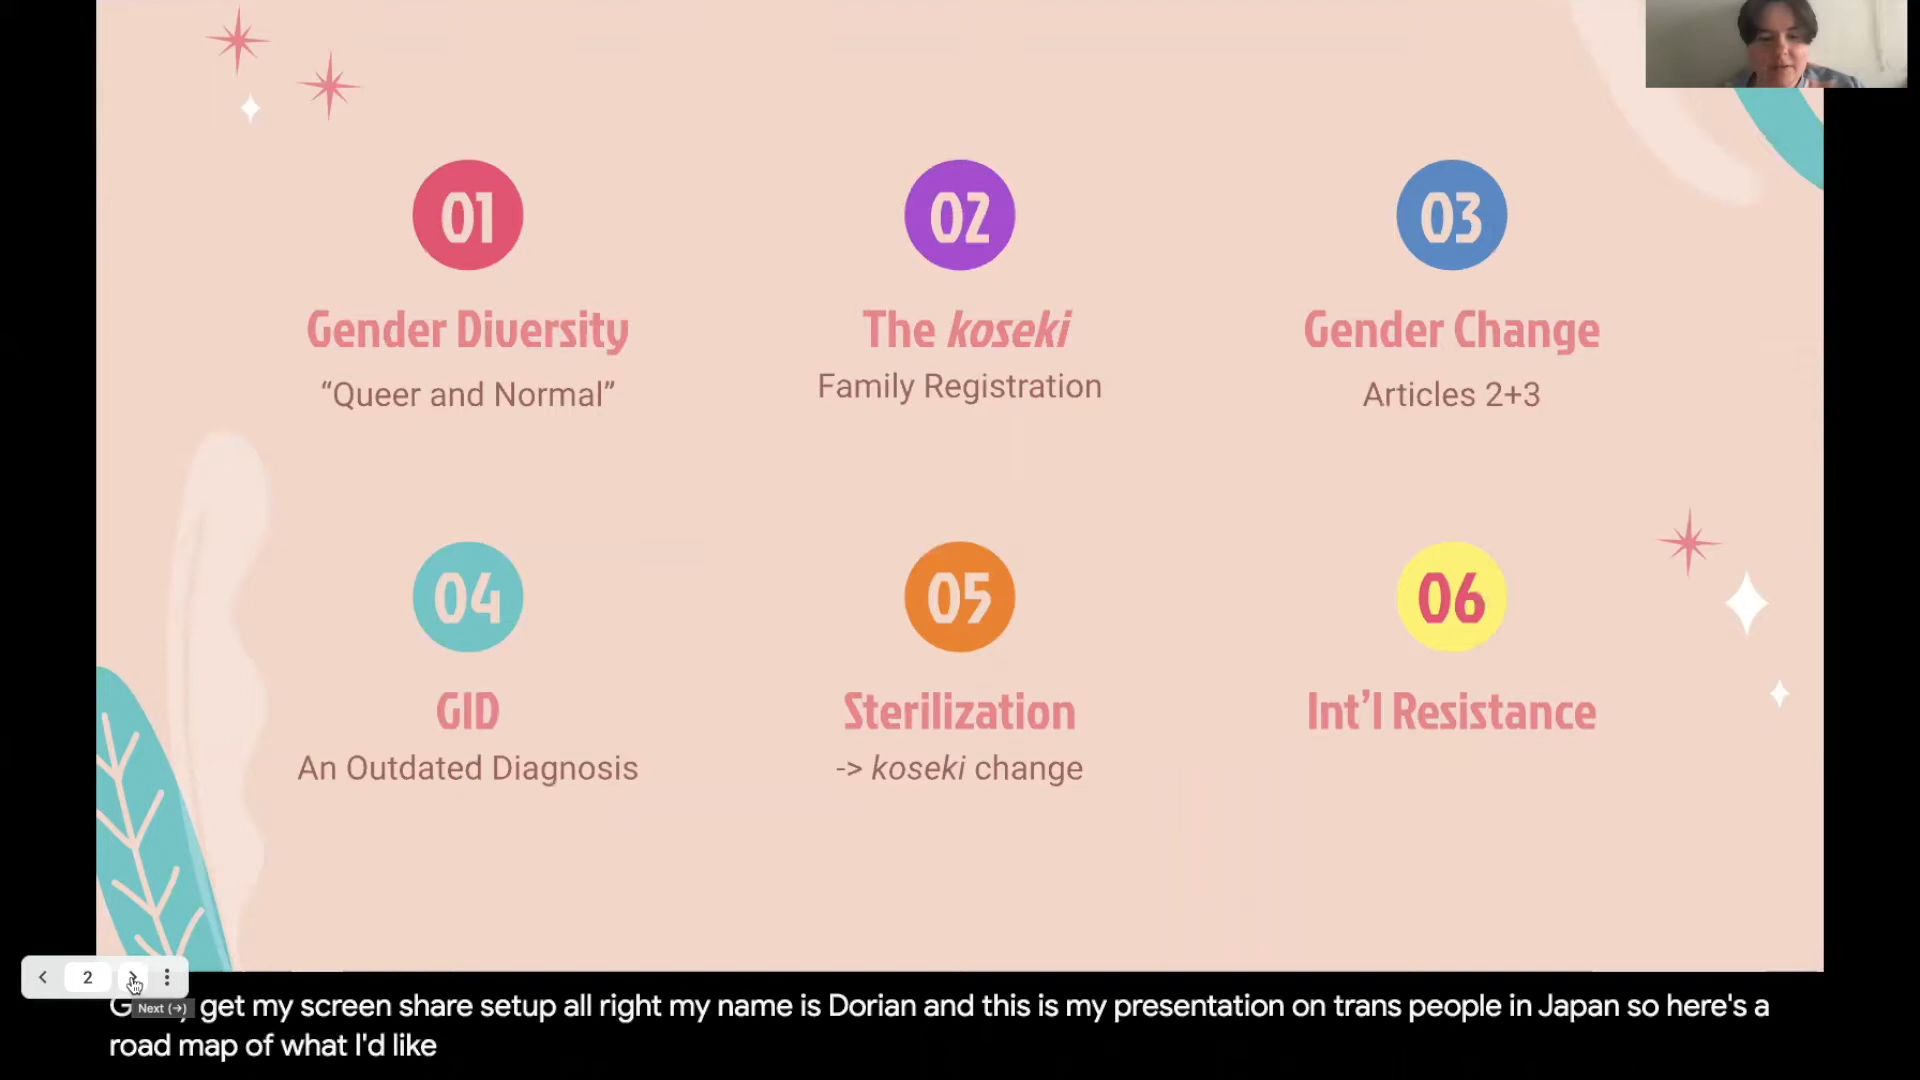 01
02
03
Gender Diversity
The koseki
Gender Change
“Queer and Normal”
Family Registration
Articles 2+3
04
05
06
GID
Sterilization
Int’l Resistance
An Outdated Diagnosis
-> koseki change
2
Next (→)
get my screen share setup all right my name is Dorian and this is my presentation on trans people in Japan so here's a
road map of what I'd like